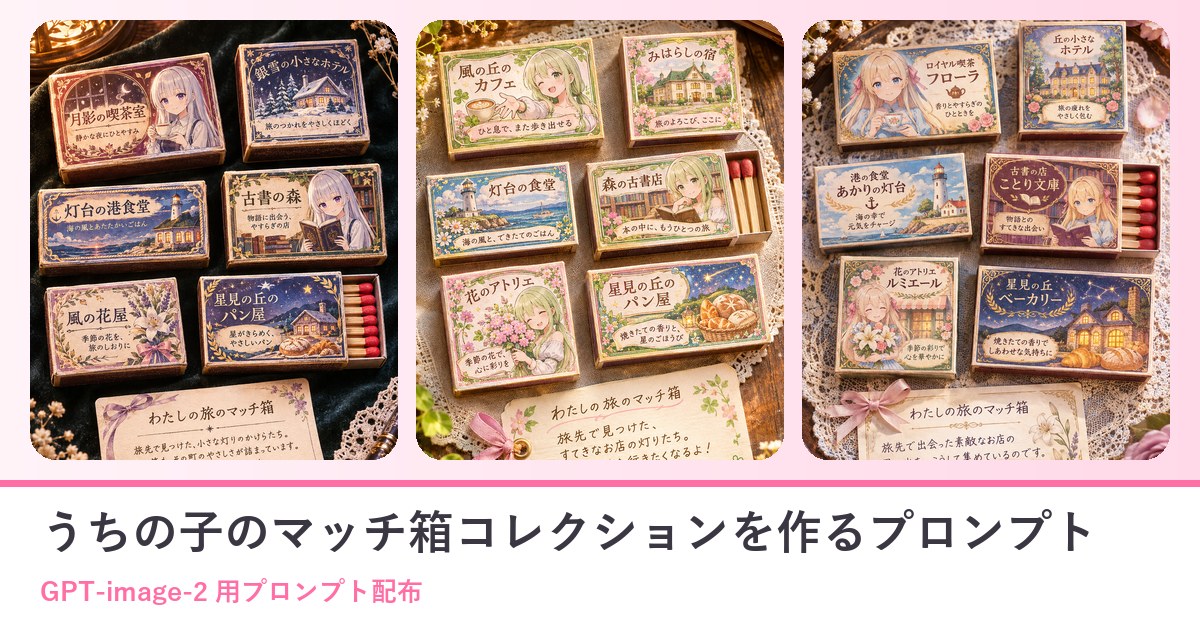 月影の喫茶室
静かな夜にひとやすみ
銀雪の小さなホテル
旅のつかれをやさしくほどく
灯台の港食堂
海の風とあたたかいごはん
古書の森
物語に出会う、
やすらぎの店
風の花屋
季節の花を、
旅のしおりに
星見の丘の
パン屋
星がきらめく、
やさしいパン
わたしの旅のマッチ箱
旅先で見つけた、小さな灯りのかけらたち。
風の丘の
カフェ
ひと息で、また歩き出せる
みはらしの宿
旅のよろこび、ここに
灯台の食堂
海の風と、できたてのごはん
森の古書店
本の中に、もうひとつの旅
花のアトリエ
季節の花で、
心に彩りを
星見の丘の
パン屋
焼きたての香りと、
星のごほうび
わたしの旅のマッチ箱
旅先で見つけた、
すてきなお店の灯りたち。
ロイヤル喫茶
フローラ
香りとやすらぎの
ひとときを
丘の小さな
ホテル
旅の疲れを
やさしく包む
港の食堂
あかりの灯台
海の幸で
元気をチャージ
古書の店
ことり文庫
物語との
すてきな出会い
花のアトリエ
ルミエール
季節の彩りで
心を華やかに
星見の丘
ベーカリー
焼きたての香りで
しあわせな気持ちに
わたしの旅のマッチ箱
旅先で出会った素敵なお店の
うちの子のマッチ箱コレクションを作るプロンプト
GPT-image-2 用プロンプト配布